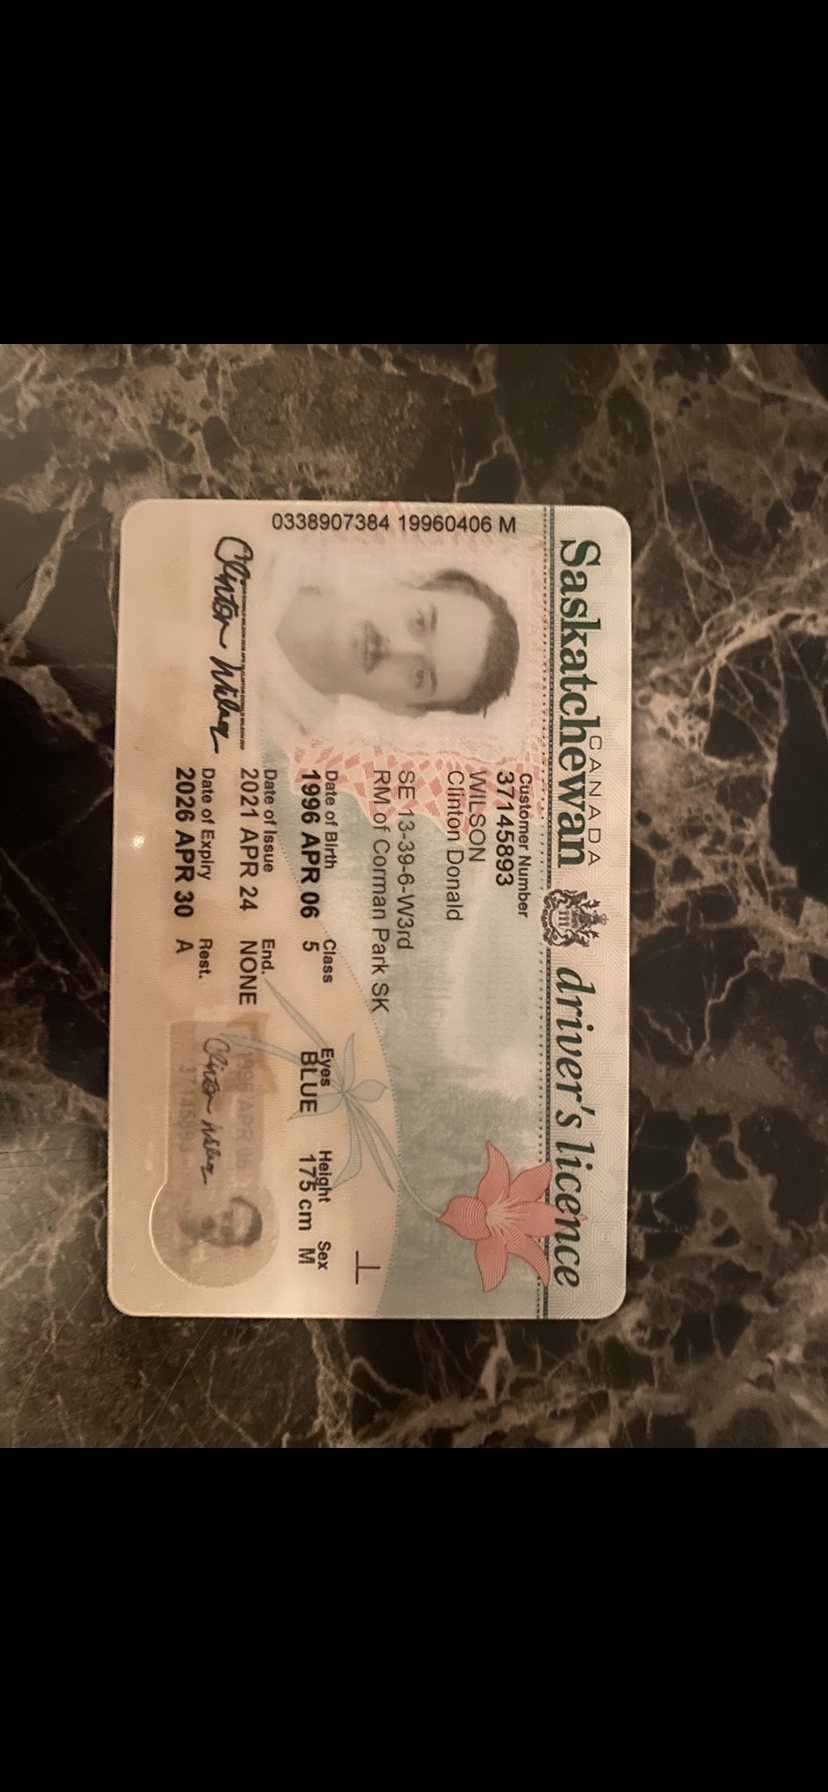 CANADA
Saskatchewan driver's licence
0338907384 19960406 M
Customer Number
37145893
WILSON
Clinton Donald
SE 13-39-6-W3rd
RM of Corman Park SK
Date of Birth Class Eyes Height Sex
1996 APR 06 5 BLUE 175 cm M
Date of Issue End.
2021 APR 24 NONE
Date of Expiry Rest.
2026 APR 30 A
Clinton Wilson
1996 APR 06
Clinton Wilson
37145893